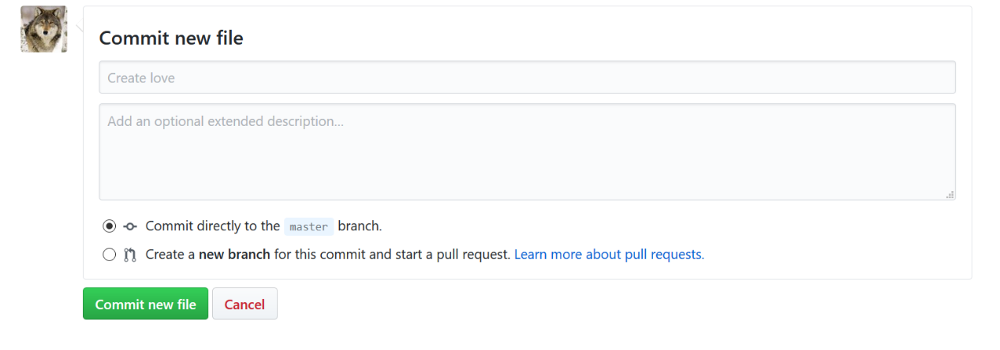 Commit new file
Create love
Add an optional extended description...
Commit directly to the master branch.
Create a new branch for this commit and start a pull request. Learn more about pull requests.
Commit new file Cancel